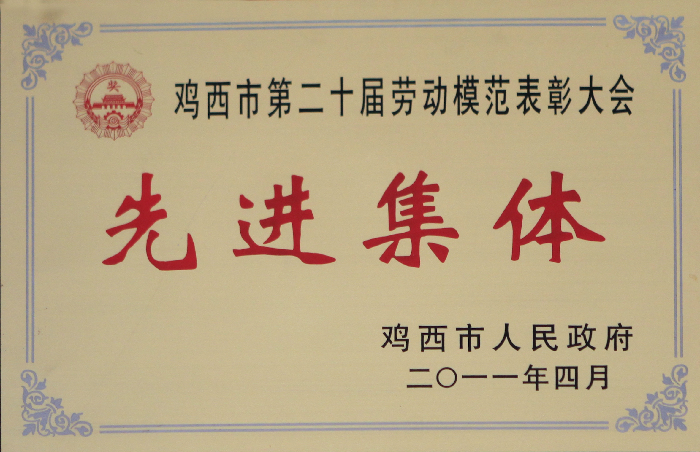 奖
鸡西市第二十届劳动模范表彰大会
先进集体
鸡西市人民政府
二〇一一年四月